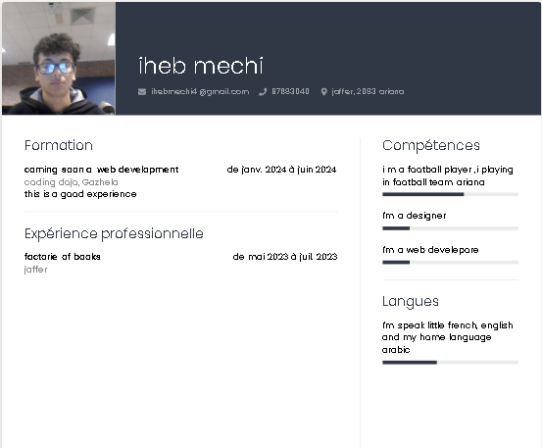 iheb mechi
ihebmechi4@gmail.com 87883040 jaffer, 2083 ariana
Formation
coming soon a web development de janv. 2024 à juin 2024
coding dojo, Gazhela
this is a good experience
Expérience professionnelle
factorie of books de mai 2023 à juil. 2023
jaffer
Compétences
i m a football player ,i playing
in football team ariana
I'm a designer
I'm a web develepore
Langues
I'm speak little french, english
and my home language
arabic